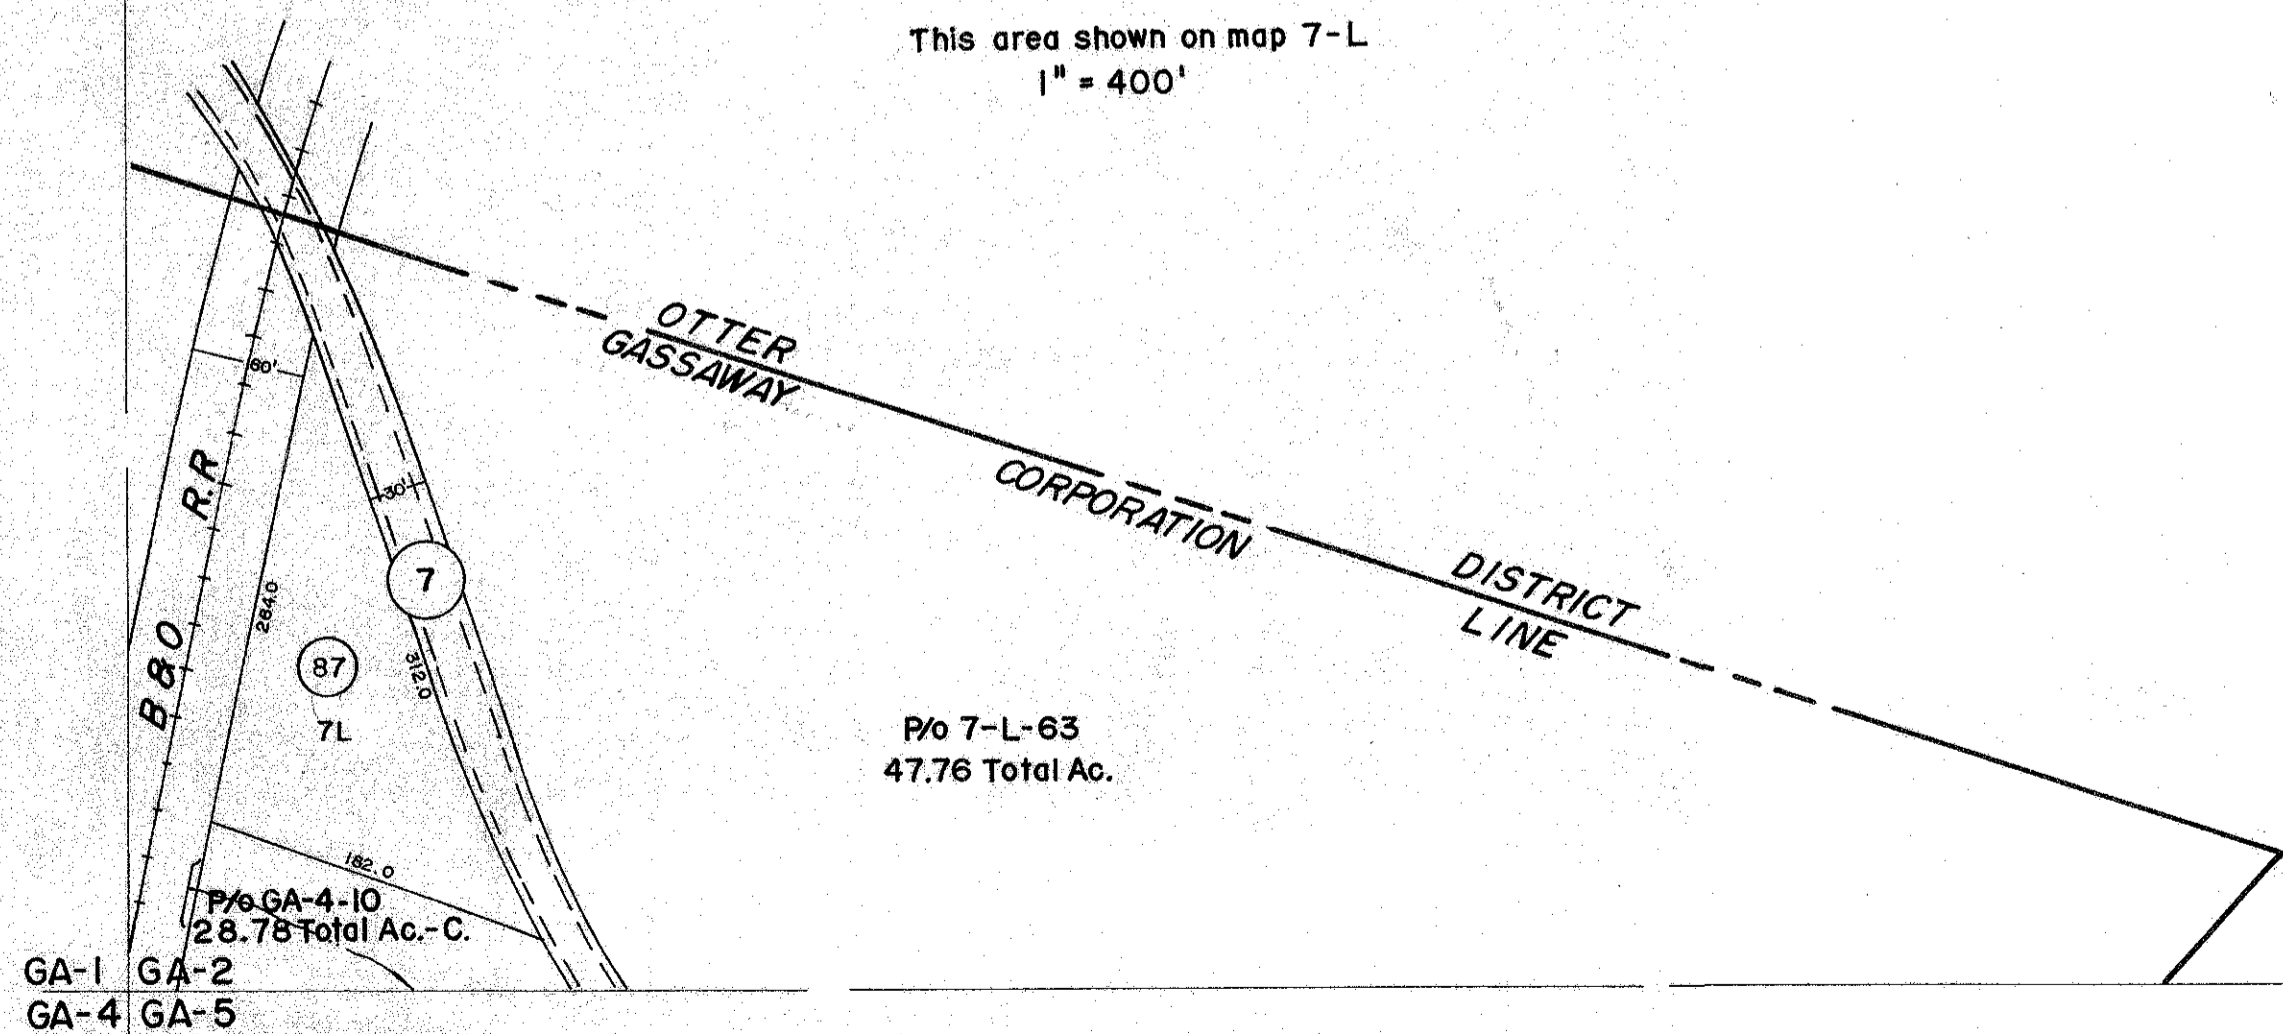 This area shown on map 7-L
1" = 400'
OTTER
GASSAWAY
CORPORATION
DISTRICT
LINE
60'
30'
B & O R.R
7
284.0
312.0
87
7L
P/o 7-L-63
47.76 Total Ac.
182.0
P/o GA-4-10
28.78 Total Ac.-C.
GA-1 GA-2
GA-4 GA-5